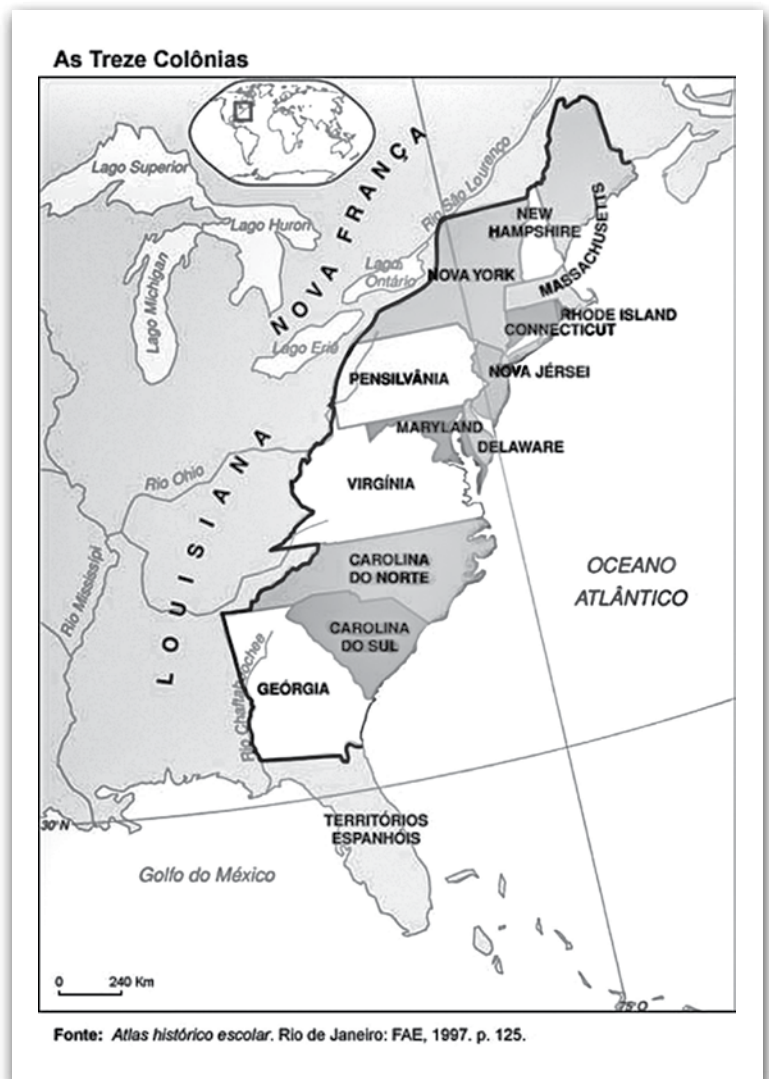 As Treze Colônias
Lago Superior
Lago Huron
Lago Michigan
NOVA FRANÇA
Rio São Lourenço
Lago
Ontário
Lago Erie
NEW
HAMPSHIRE
MASSACHUSETTS
NOVA YORK
RHODE ISLAND
CONNECTICUT
PENSILVÂNIA
NOVA JÉRSEI
MARYLAND
DELAWARE
Rio Ohio
VIRGÍNIA
LOUISIANA
Rio Mississipi
CAROLINA
DO NORTE
OCEANO
ATLÂNTICO
CAROLINA
DO SUL
Rio Chattahoochee
GEÓRGIA
30°N
TERRITÓRIOS
ESPANHÓIS
Golfo do México
0 240 Km
75°O
Fonte: Atlas histórico escolar. Rio de Janeiro: FAE, 1997. p. 125.